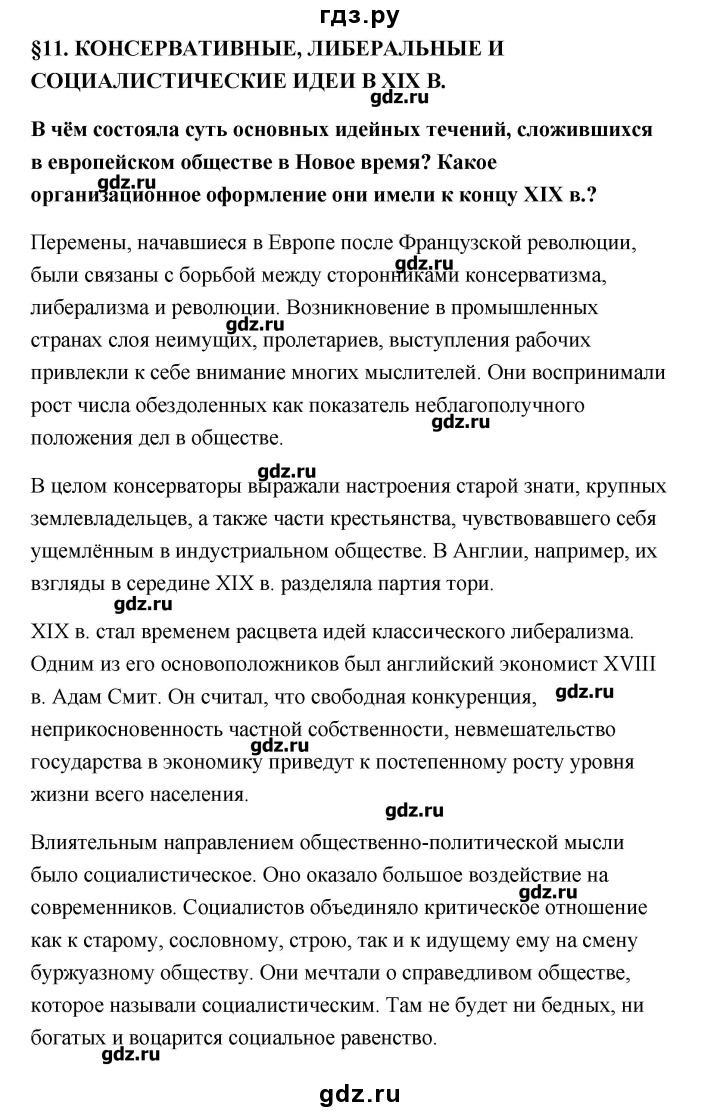 гдз.ру
§11. КОНСЕРВАТИВНЫЕ, ЛИБЕРАЛЬНЫЕ И
СОЦИАЛИСТИЧЕСКИЕ ИДЕИ В XIX В.
gdz.ru
В чём состояла суть основных идейных течений, сложившихся
в европейском обществе в Новое время? Какое
gdz.ru
организационное оформление они имели к концу XIX в.?
Перемены, начавшиеся в Европе после Французской революции,
gdz.ru
были связаны с борьбой между сторонниками консерватизма,
либерализма и революции. Возникновение в промышленных
gdz.ru
странах слоя неимущих, пролетариев, выступления рабочих
привлекли к себе внимание многих мыслителей. Они воспринимали
рост числа обездоленных как показатель неблагополучного
gdz.ru
положения дел в обществе.
gdz.ru
В целом консерваторы выражали настроения старой знати, крупных
землевладельцев, а также части крестьянства, чувствовавшего себя
ущемлённым в индустриальном обществе. В Англии, например, их
взгляды в середине XIX в. разделяла партия тори.
gdz.ru
XIX в. стал временем расцвета идей классического либерализма.
Одним из его основоположников был английский экономист XVIII
в. Адам Смит. Он считал, что свободная конкуренция,
gdz.ru
неприкосновенность частной собственности, невмешательство
gdz.ru
государства в экономику приведут к постепенному росту уровня
жизни всего населения.
gdz.ru
Влиятельным направлением общественно-политической мысли
было социалистическое. Оно оказало большое воздействие на
gdz.ru
современников. Социалистов объединяло критическое отношение
как к старому, сословному, строю, так и к идущему ему на смену
буржуазному обществу. Они мечтали о справедливом обществе,
которое называли социалистическим. Там не будет ни бедных, ни
богатых и воцарится социальное равенство.
gdz.ru
gdz.ru